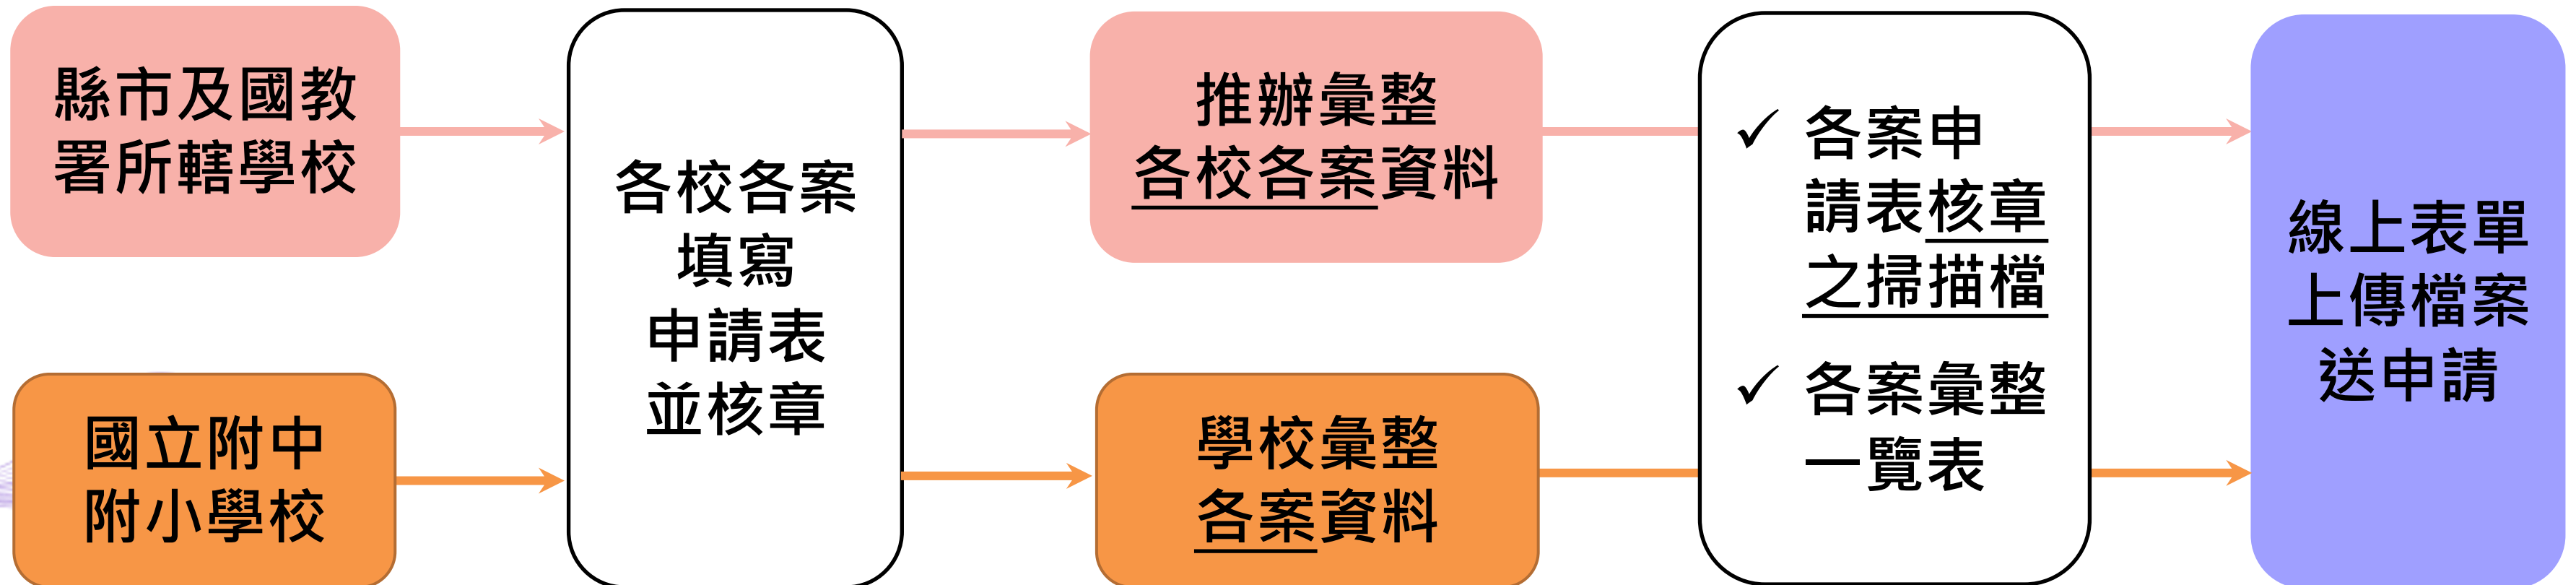 縣市及國教
署所轄學校
國立附中
附小學校
各校各案
填寫
申請表
並核章
推辦彙整
各校各案資料
學校彙整
各案資料
✓ 各案申
請表核章
之掃描檔
✓ 各案彙整
一覽表
線上表單
上傳檔案
送申請